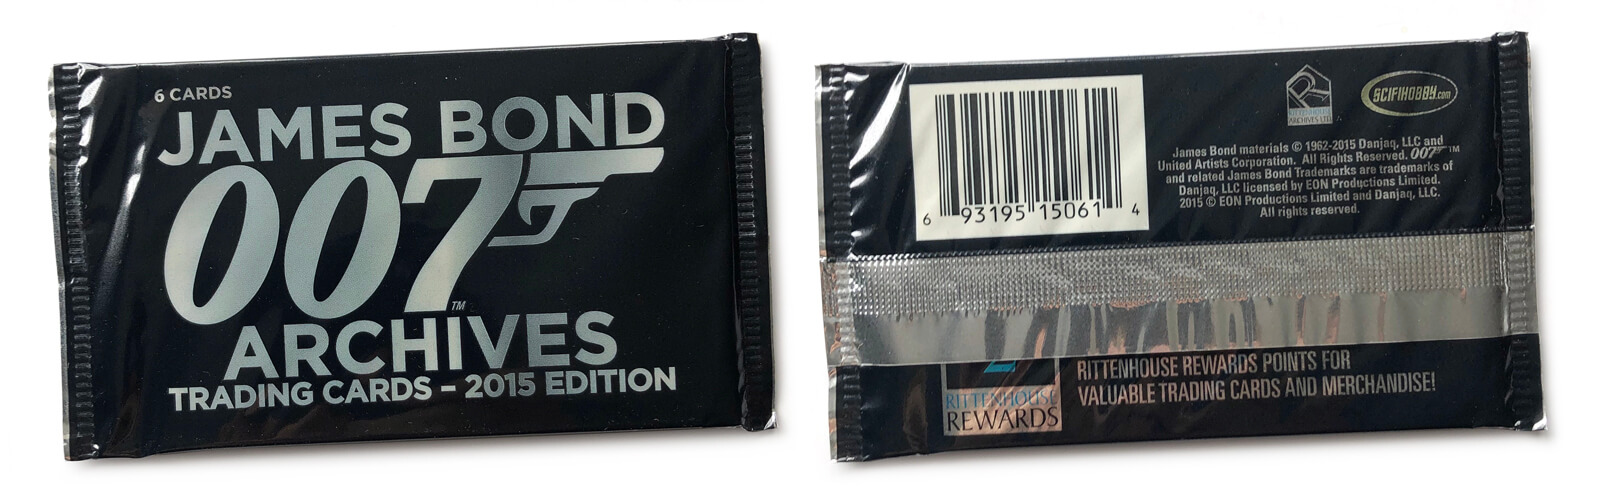 6 CARDS
JAMES BOND
007
TM
ARCHIVES
TRADING CARDS – 2015 EDITION
6 93195 15061 4
RITTENHOUSE
ARCHIVES LTD
SCIFIHOBBY.com
James Bond materials © 1962-2015 Danjaq, LLC and
United Artists Corporation. All Rights Reserved. 007 TM
and related James Bond Trademarks are trademarks of
Danjaq, LLC licensed by EON Productions Limited.
2015 © EON Productions Limited and Danjaq, LLC.
All rights reserved.
RITTENHOUSE
REWARDS
RITTENHOUSE REWARDS POINTS FOR
VALUABLE TRADING CARDS AND MERCHANDISE!